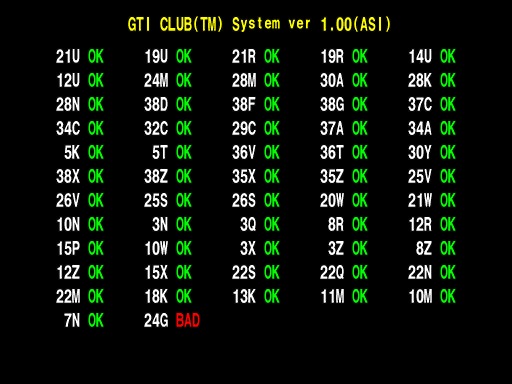 GTI CLUB(TM) System ver 1.00(ASI)
21U OK 19U OK 21R OK 19R OK 14U OK
12U OK 24M OK 28M OK 30A OK 28K OK
28N OK 38D OK 38F OK 38G OK 37C OK
34C OK 32C OK 29C OK 37A OK 34A OK
5K OK 5T OK 36V OK 36T OK 30Y OK
38X OK 38Z OK 35X OK 35Z OK 25V OK
26V OK 25S OK 26S OK 20W OK 21W OK
10N OK 3N OK 3Q OK 8R OK 12R OK
15P OK 10W OK 3X OK 3Z OK 8Z OK
12Z OK 15X OK 22S OK 22Q OK 22N OK
22M OK 18K OK 13K OK 11M OK 10M OK
7N OK 24G BAD